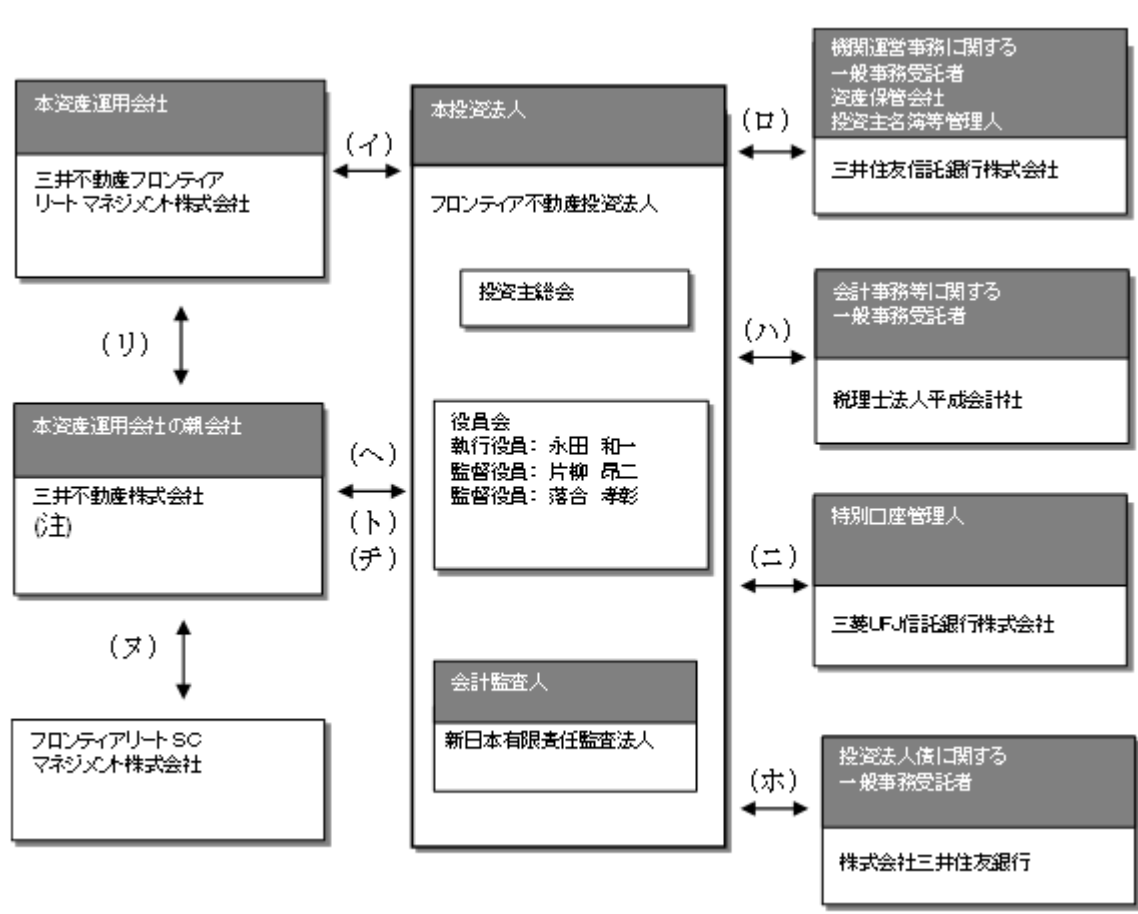 本資産運用会社
三井不動産フロンティア
リート マネジメント株式会社
(イ)
(リ)
本資産運用会社の親会社
三井不動産株式会社
(注)
(ヘ)
(ト)
(チ)
(ヌ)
フロンティアリート SC
マネジメント株式会社
本投資法人
フロンティア不動産投資法人
投資主総会
役員会
執行役員： 永田 和一
監督役員： 片柳 昂二
監督役員： 落合 孝彰
会計監査人
新日本有限責任監査法人
(ロ)
機関運営事務に関する
一般事務受託者
資産保管会社
投資主名簿等管理人
三井住友信託銀行株式会社
(ハ)
会計事務等に関する
一般事務受託者
税理士法人平成会計社
(ニ)
特別口座管理人
三菱UFJ信託銀行株式会社
(ホ)
投資法人債に関する
一般事務受託者
株式会社三井住友銀行